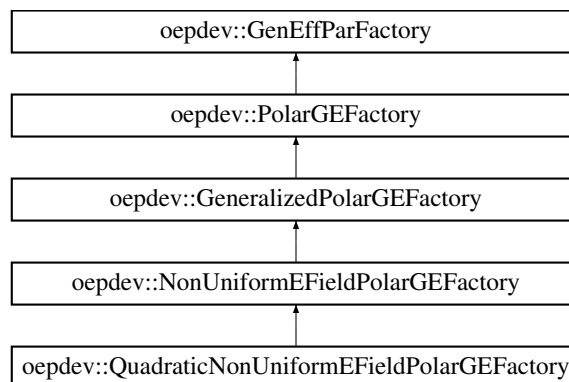 oepdev::GenEffParFactory
oepdev::PolarGEFactory
oepdev::GeneralizedPolarGEFactory
oepdev::NonUniformEFieldPolarGEFactory
oepdev::QuadraticNonUniformEFieldPolarGEFactory